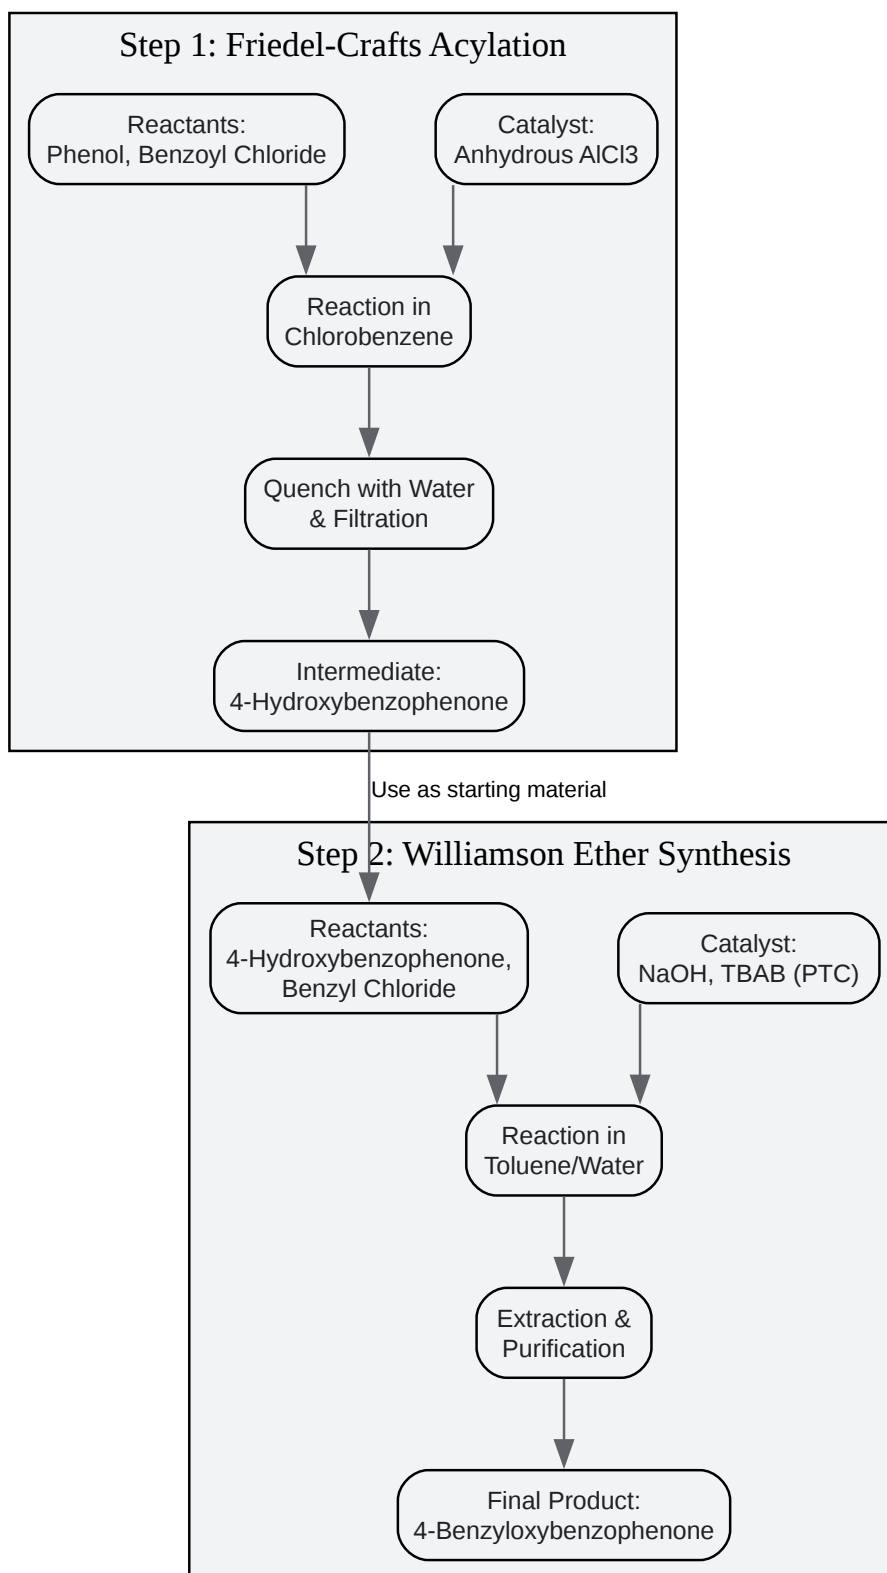 Step 1: Friedel-Crafts Acylation
Reactants:
Phenol, Benzoyl Chloride
Catalyst:
Anhydrous AlCl3
Reaction in
Chlorobenzene
Quench with Water
& Filtration
Intermediate:
4-Hydroxybenzophenone
Use as starting material
Step 2: Williamson Ether Synthesis
Reactants:
4-Hydroxybenzophenone,
Benzyl Chloride
Catalyst:
NaOH, TBAB (PTC)
Reaction in
Toluene/Water
Extraction &
Purification
Final Product:
4-Benzyloxybenzophenone